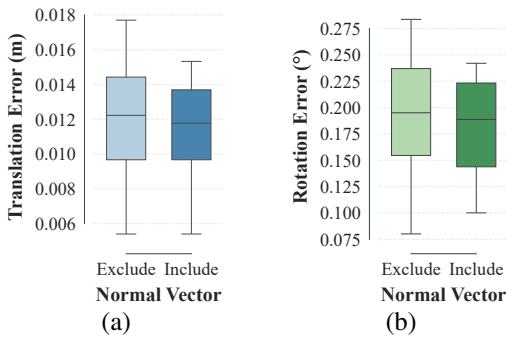 Translation Error (m)
0.018
0.016
0.014
0.012
0.010
0.008
0.006
Exclude Include
Normal Vector
(a)
Rotation Error (°)
0.275
0.250
0.225
0.200
0.175
0.150
0.125
0.100
0.075
Exclude Include
Normal Vector
(b)